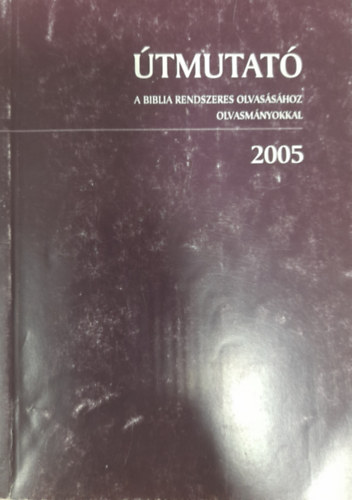 ÚTMUTATÓ
A BIBLIA RENDSZERES OLVASÁSÁHOZ
OLVASMÁNYOKKAL
2005